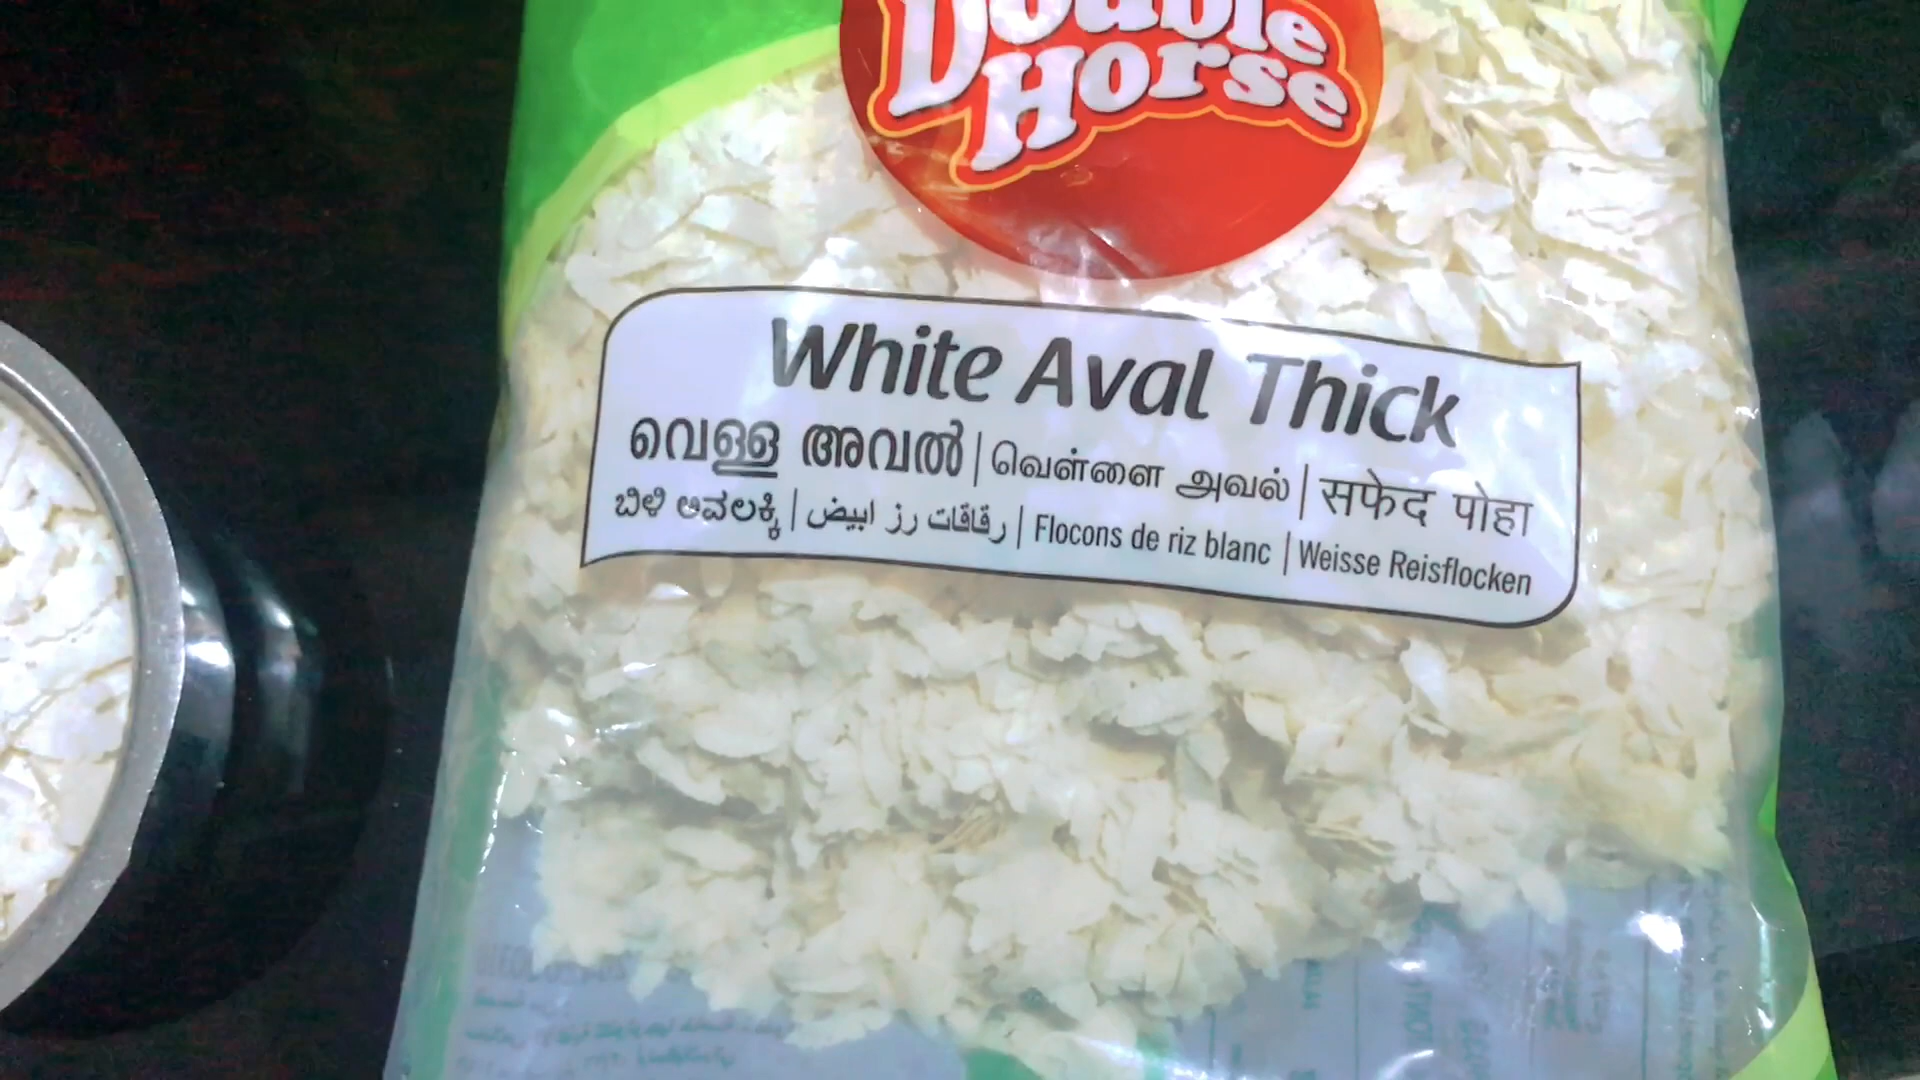 Double
Horse
White Aval Thick
വെള്ള അവൽ | வெள்ளை அவல் | सफेद पोहा
ಬಿಳಿ ಅವಲಕ್ಕಿ | رقاقات رز ابيض | Flocons de riz blanc | Weisse Reisflocken